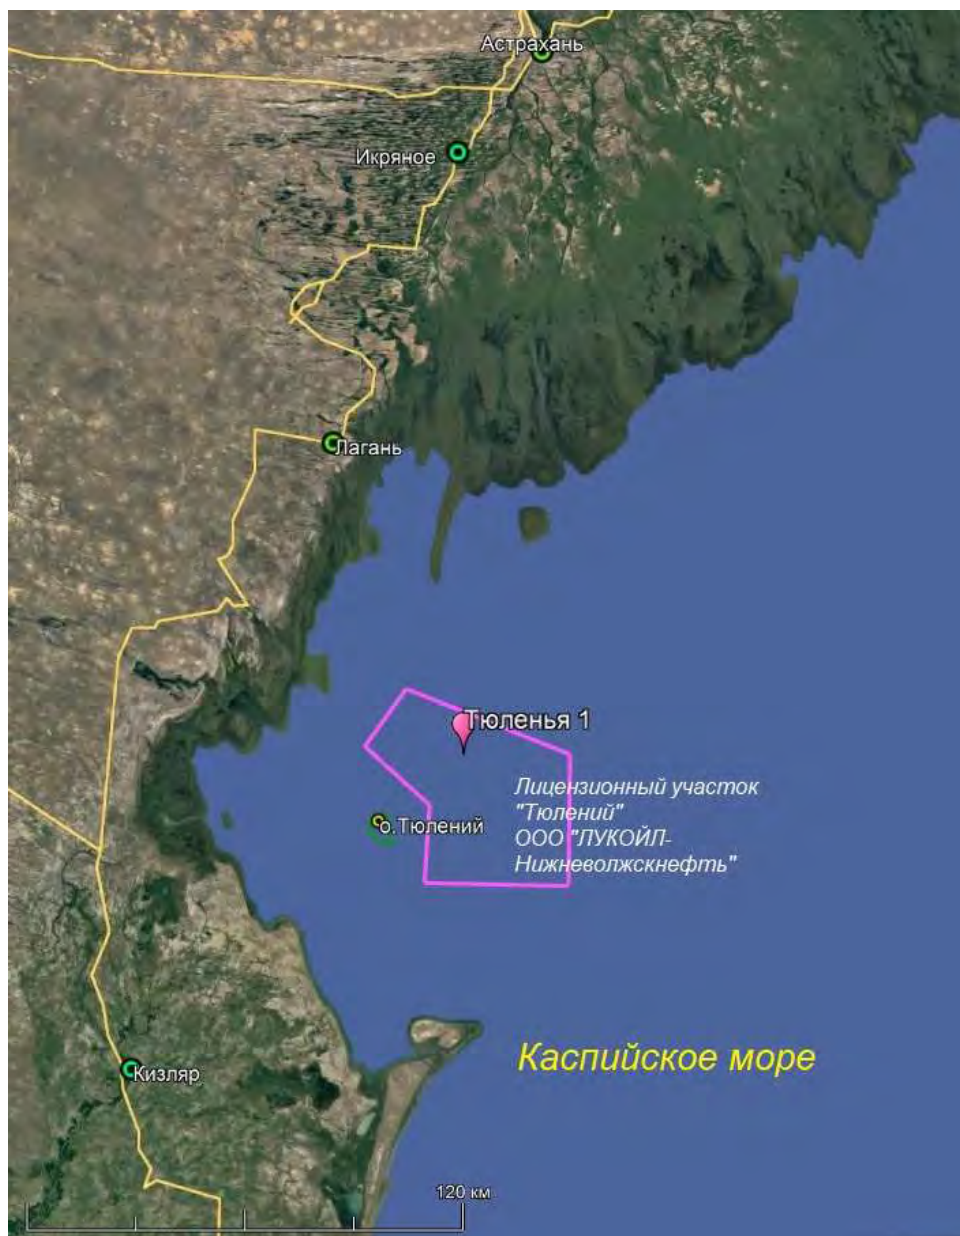 Астрахань
Икряное
Лагань
Тюленья 1
Лицензионный участок
"Тюлений"
ООО "ЛУКОЙЛ-
Нижневолжскнефть"
о.Тюлений
Каспийское море
Кизляр
120 км